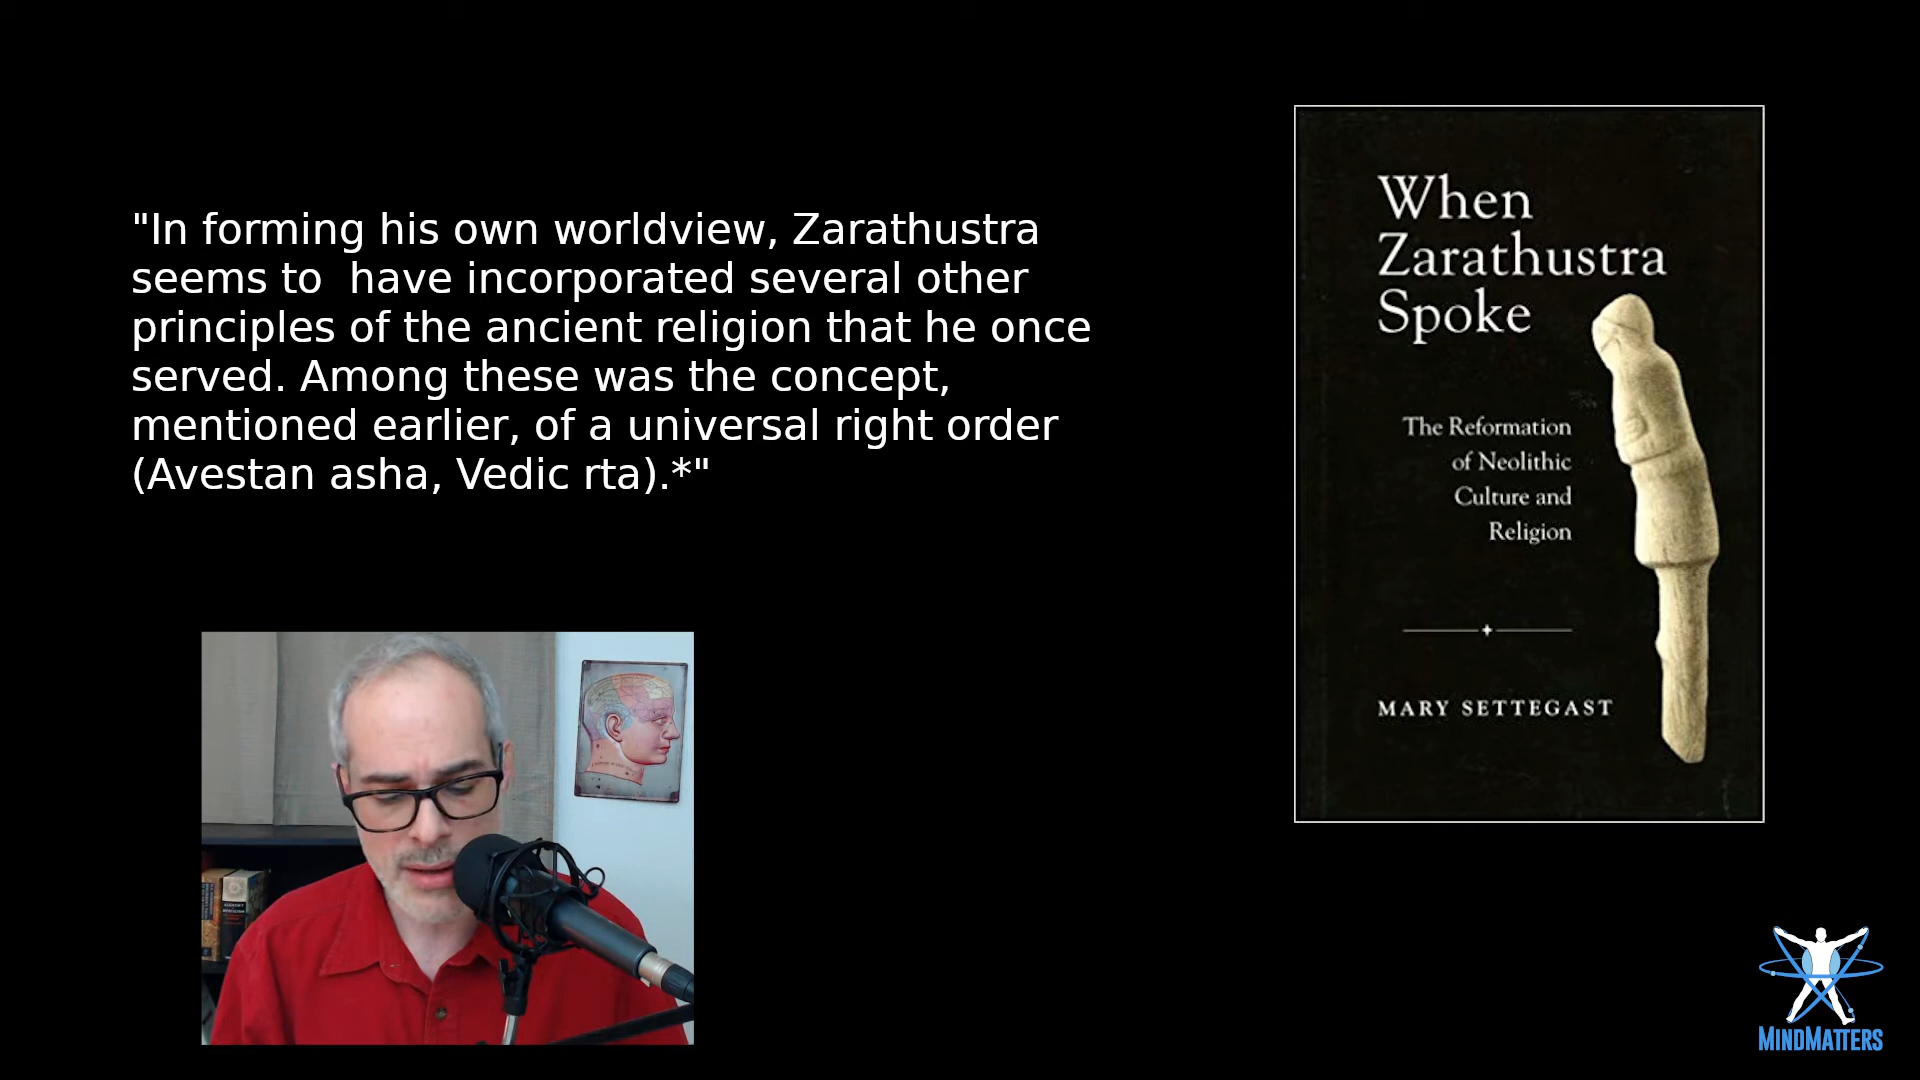 "In forming his own worldview, Zarathustra
seems to  have incorporated several other
principles of the ancient religion that he once
served. Among these was the concept,
mentioned earlier, of a universal right order
(Avestan asha, Vedic rta).*"
When
Zarathustra
Spoke
The Reformation
of Neolithic
Culture and
Religion
MARY SETTEGAST
MINDMATTERS